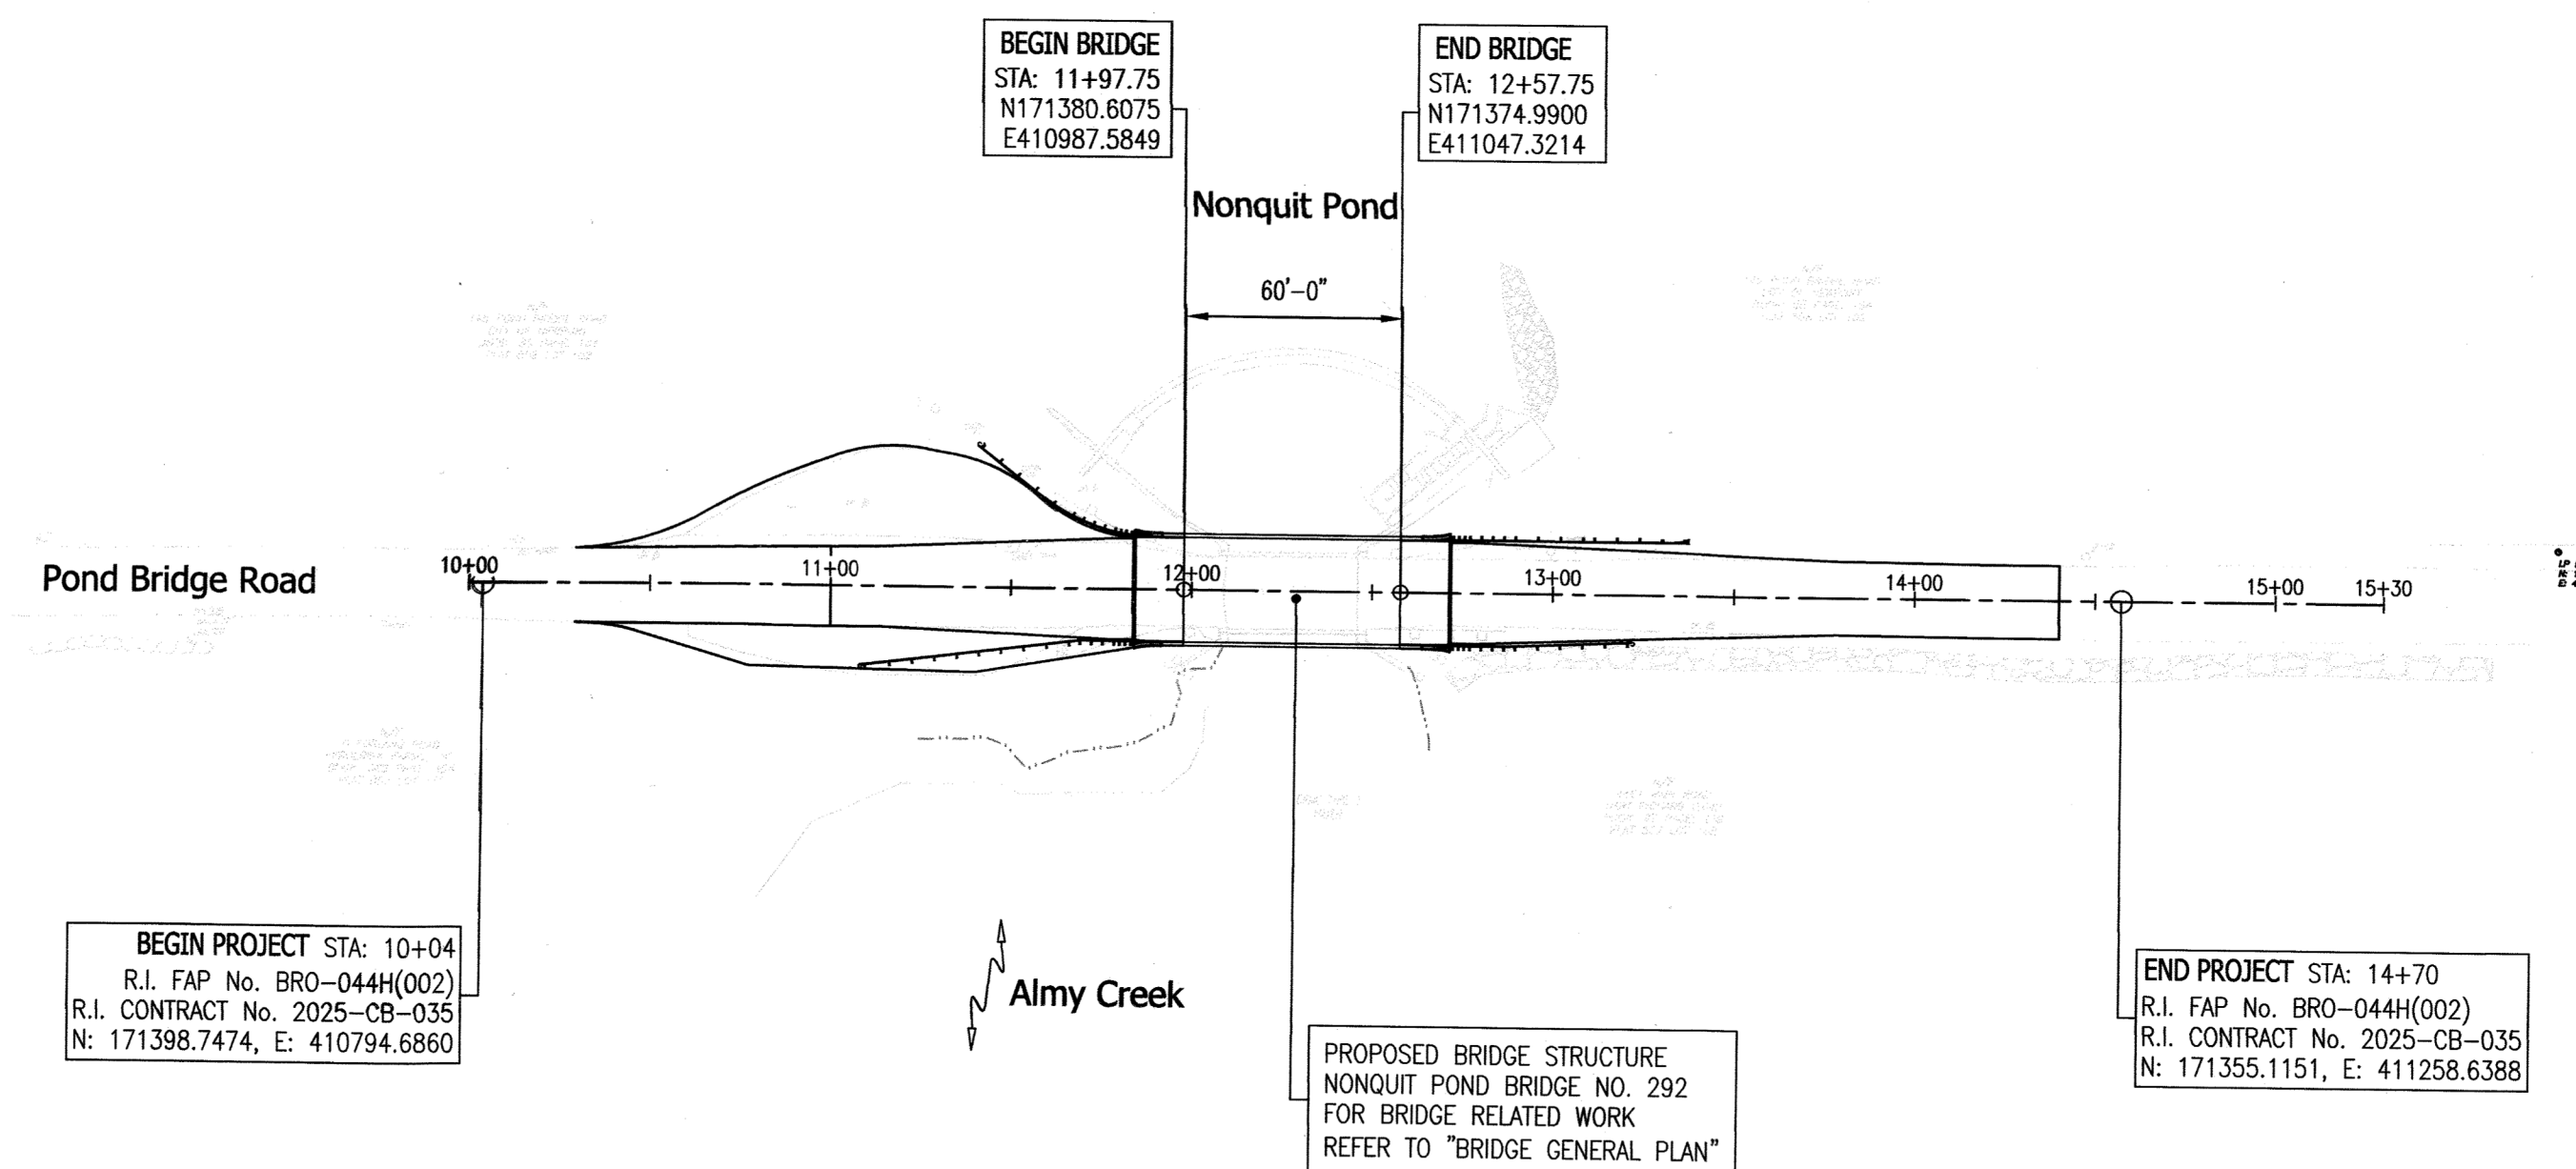 BEGIN BRIDGE
STA: 11+97.75
N171380.6075
E410987.5849
END BRIDGE
STA: 12+57.75
N171374.9900
E411047.3214
Nonquit Pond
60'-0"
Pond Bridge Road
10+00
11+00
12+00
13+00
14+00
15+00
15+30
BEGIN PROJECT STA: 10+04
R.I. FAP No. BRO-044H(002)
R.I. CONTRACT No. 2025-CB-035
N: 171398.7474, E: 410794.6860
Almy Creek
PROPOSED BRIDGE STRUCTURE
NONQUIT POND BRIDGE NO. 292
FOR BRIDGE RELATED WORK
REFER TO "BRIDGE GENERAL PLAN"
END PROJECT STA: 14+70
R.I. FAP No. BRO-044H(002)
R.I. CONTRACT No. 2025-CB-035
N: 171355.1151, E: 411258.6388